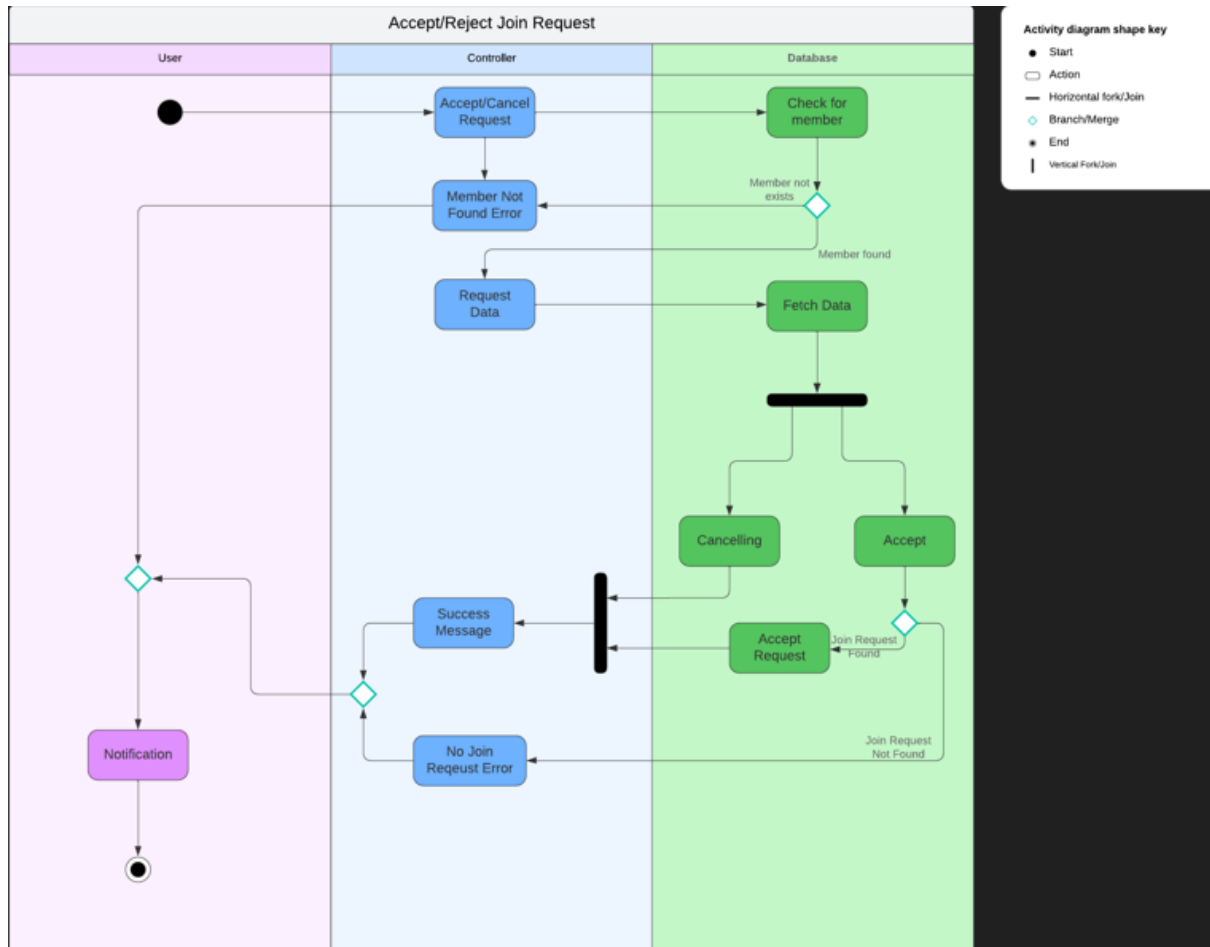 Accept/Reject Join Request
User
Controller
Database
Activity diagram shape key
Start
Action
Horizontal fork/Join
Branch/Merge
End
Vertical Fork/Join
Accept/Cancel
Request
Check for
member
Member not
exists
Member Not
Found Error
Member found
Request
Data
Fetch Data
Cancelling
Accept
Success
Message
Accept
Request
Join Request
Found
Join Request
Not Found
No Join
Reqeust Error
Notification